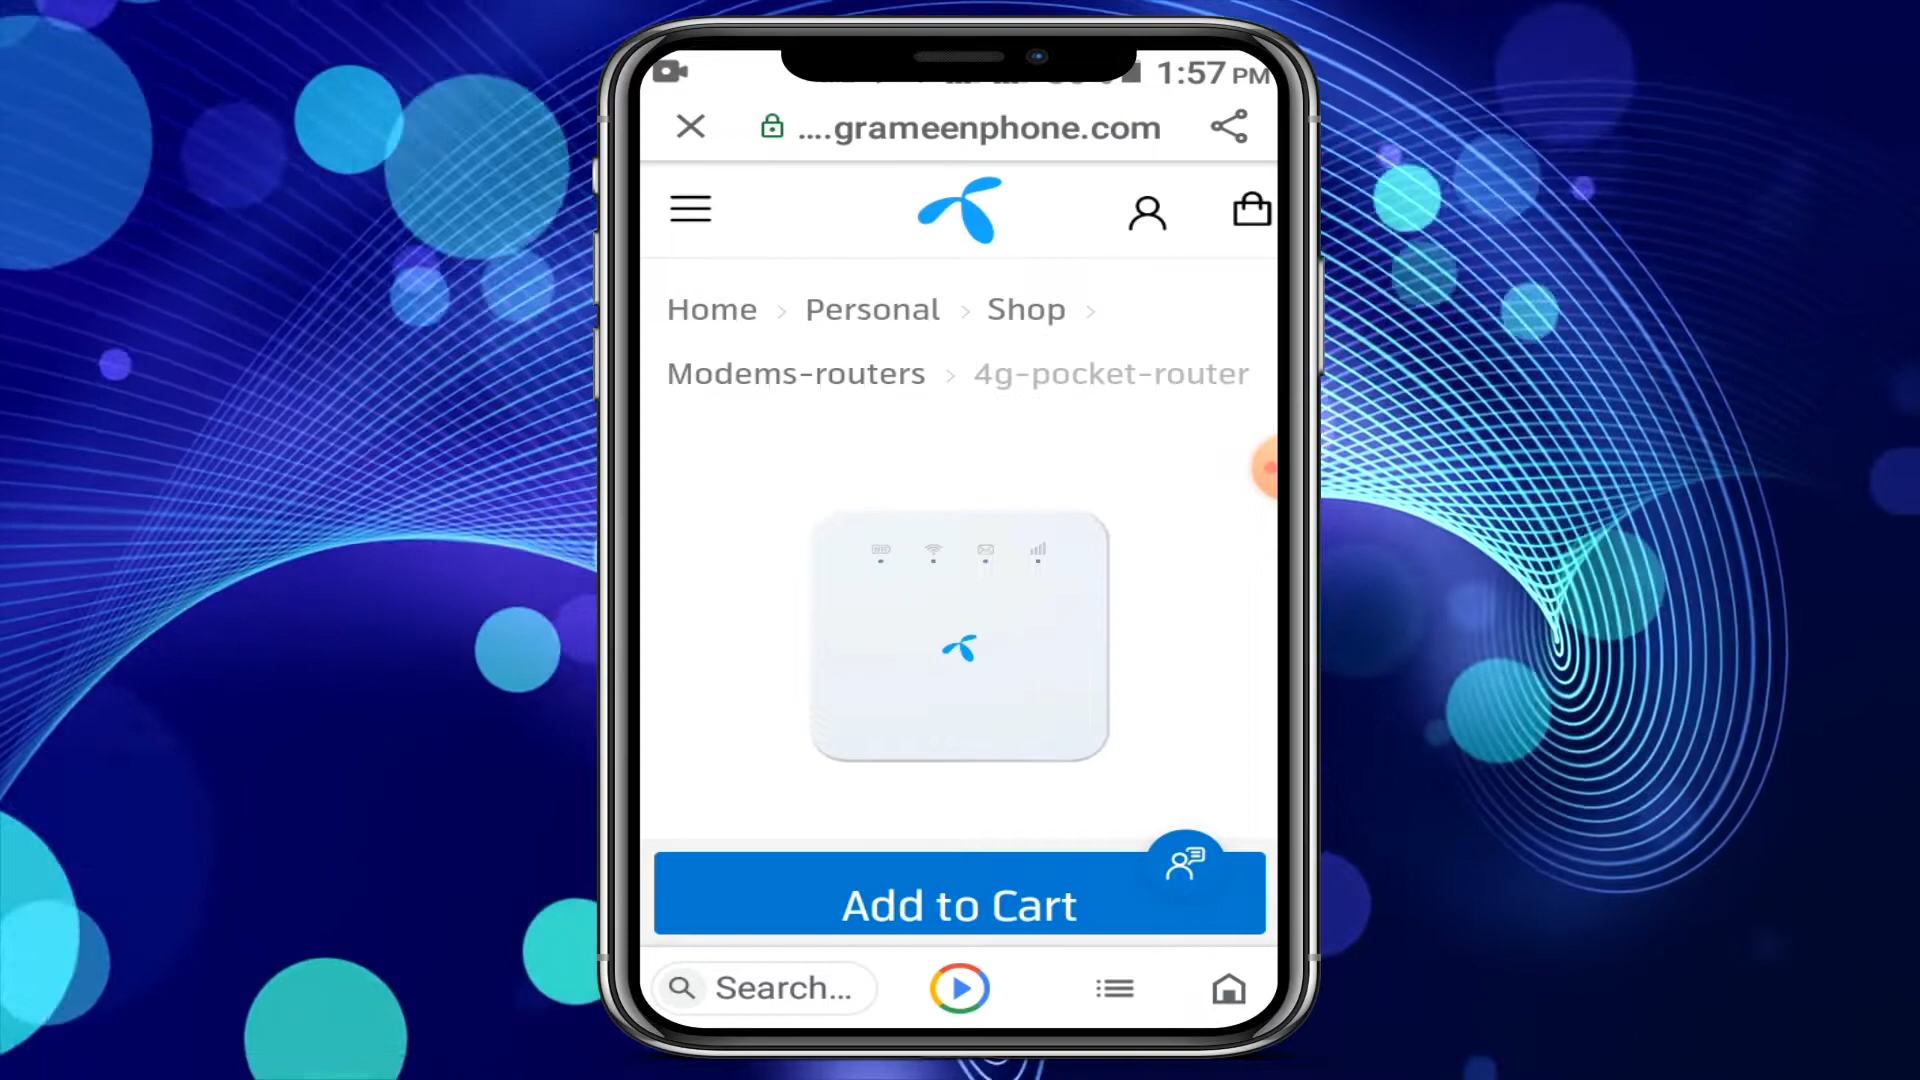 1:57 PM
....grameenphone.com
Home > Personal > Shop >
Modems-routers > 4g-pocket-router
Add to Cart
Search...